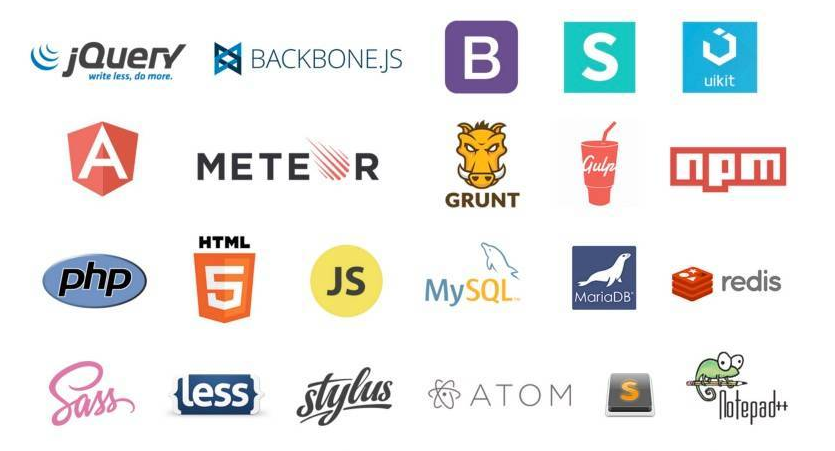 jQuery
write less, do more.
BACKBONE.JS
B
S
uikit
A
METEOR
GRUNT
Gulp
npm
php
HTML
5
JS
MySQL
MariaDB
redis
Sass
{less}
stylus
ATOM
S
Notepad++